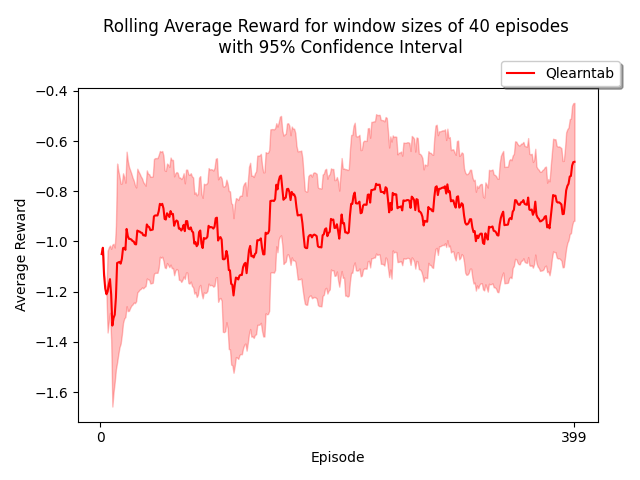 Rolling Average Reward for window sizes of 40 episodes
with 95% Confidence Interval
Qlearntab
−0.4
−0.6
−0.8
−1.0
−1.2
−1.4
−1.6
Average Reward
0
399
Episode